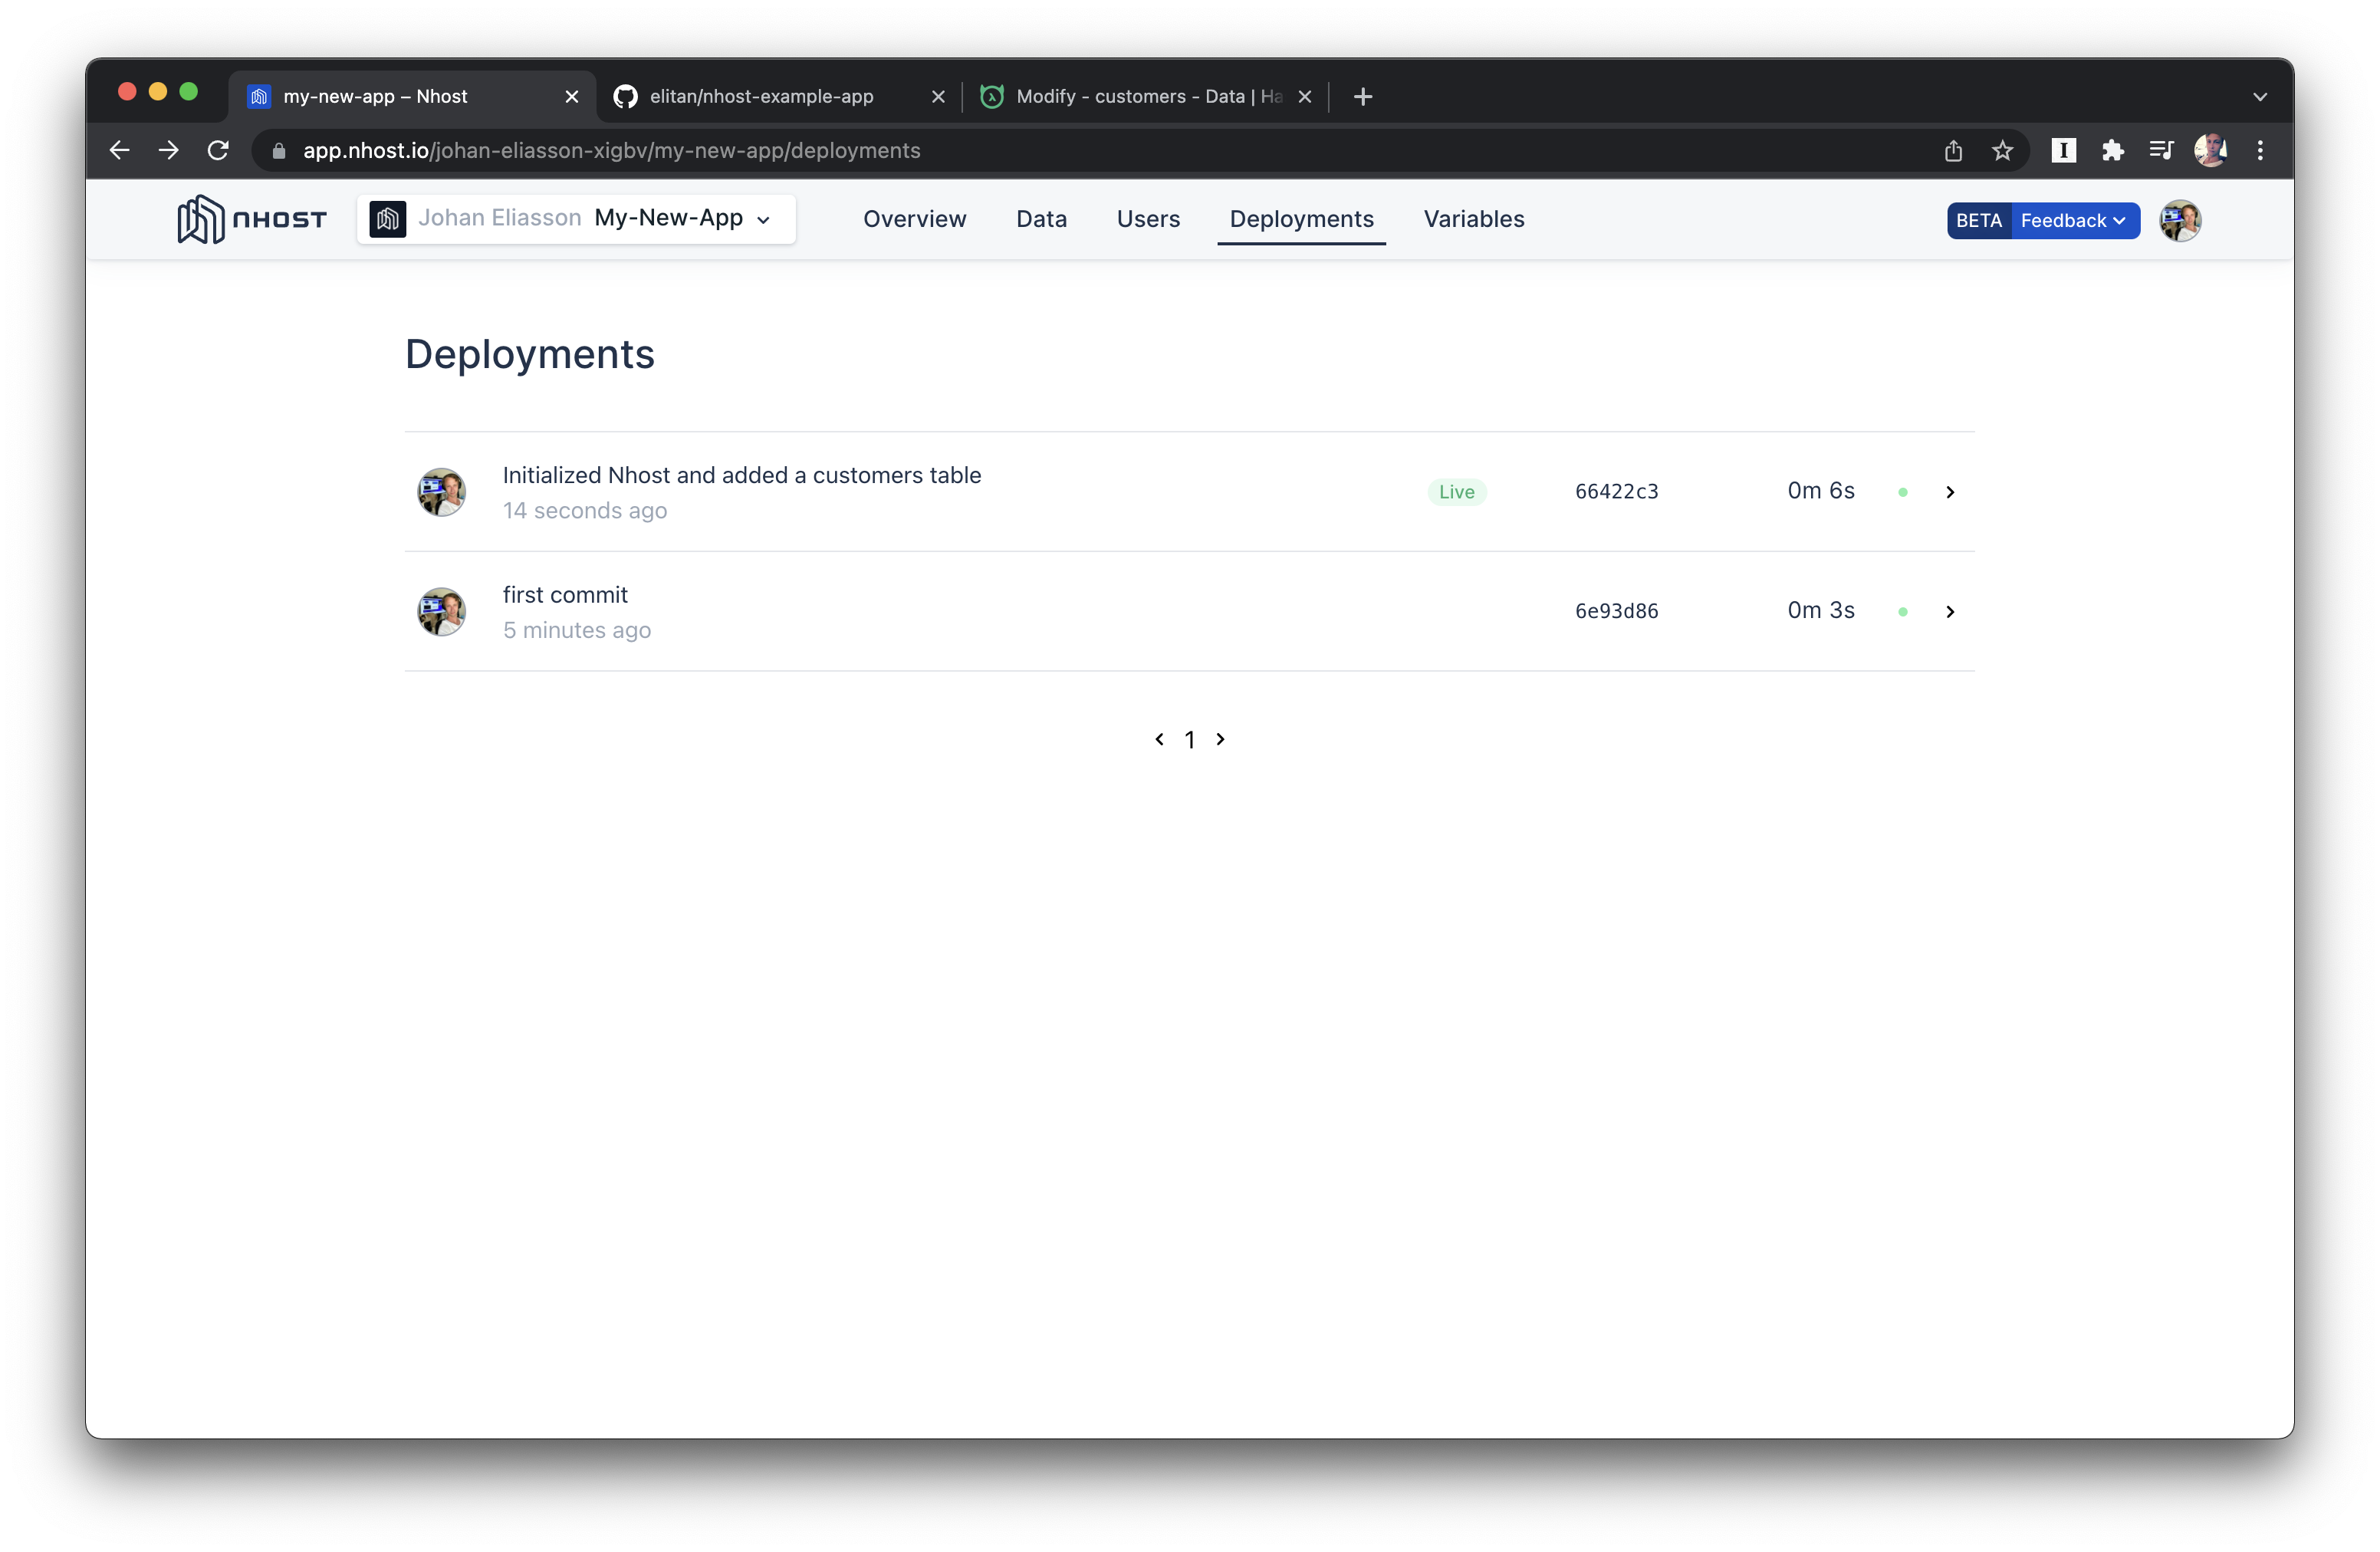 my-new-app – Nhost
elitan/nhost-example-app
Modify - customers - Data | Ha
app.nhost.io/johan-eliasson-xigbv/my-new-app/deployments
NHOST
Johan Eliasson My-New-App
Overview
Data
Users
Deployments
Variables
BETA Feedback
Deployments
Initialized Nhost and added a customers table
14 seconds ago
Live
66422c3
0m 6s
first commit
5 minutes ago
6e93d86
0m 3s
1